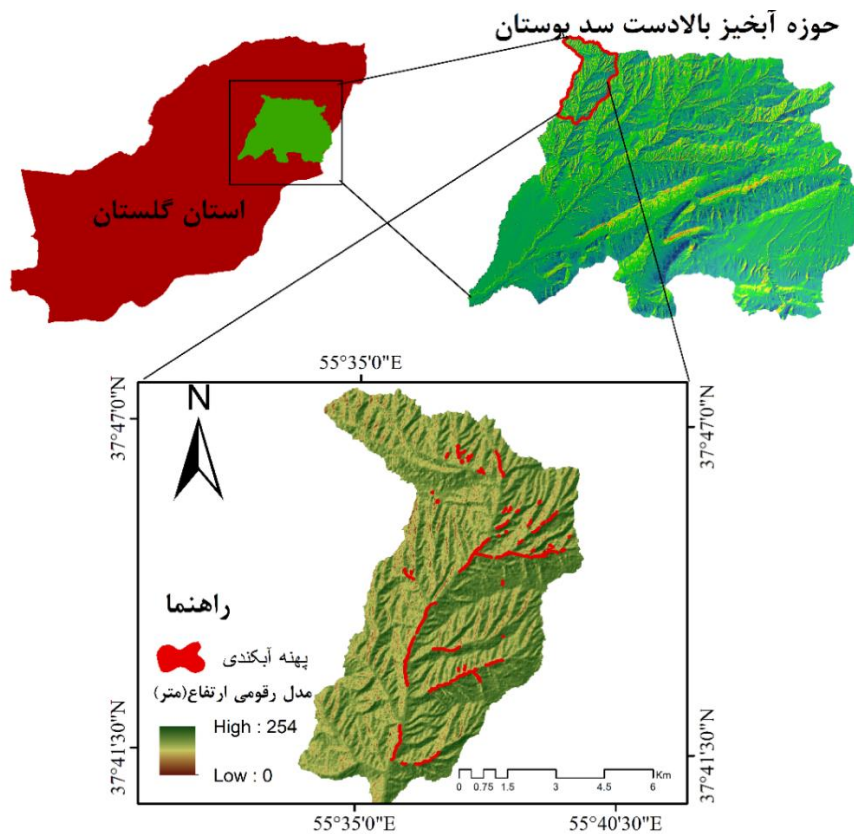 حوزه آبخیز بالادست سد بوستان
استان گلستان
55°35'0"E
N
37°47'0"N
37°47'0"N
راهنما
پهنه آبکندی
مدل رقومی ارتفاع(متر)
High : 254
Low : 0
37°41'30"N
37°41'30"N
Km
0 0.75 1.5 3 4.5 6
55°35'0"E
55°40'30"E